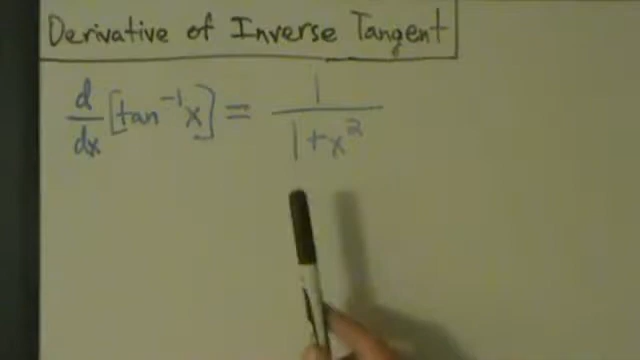 Derivative of Inverse Tangent
d/dx [tan⁻¹x] = 1/(1+x²)